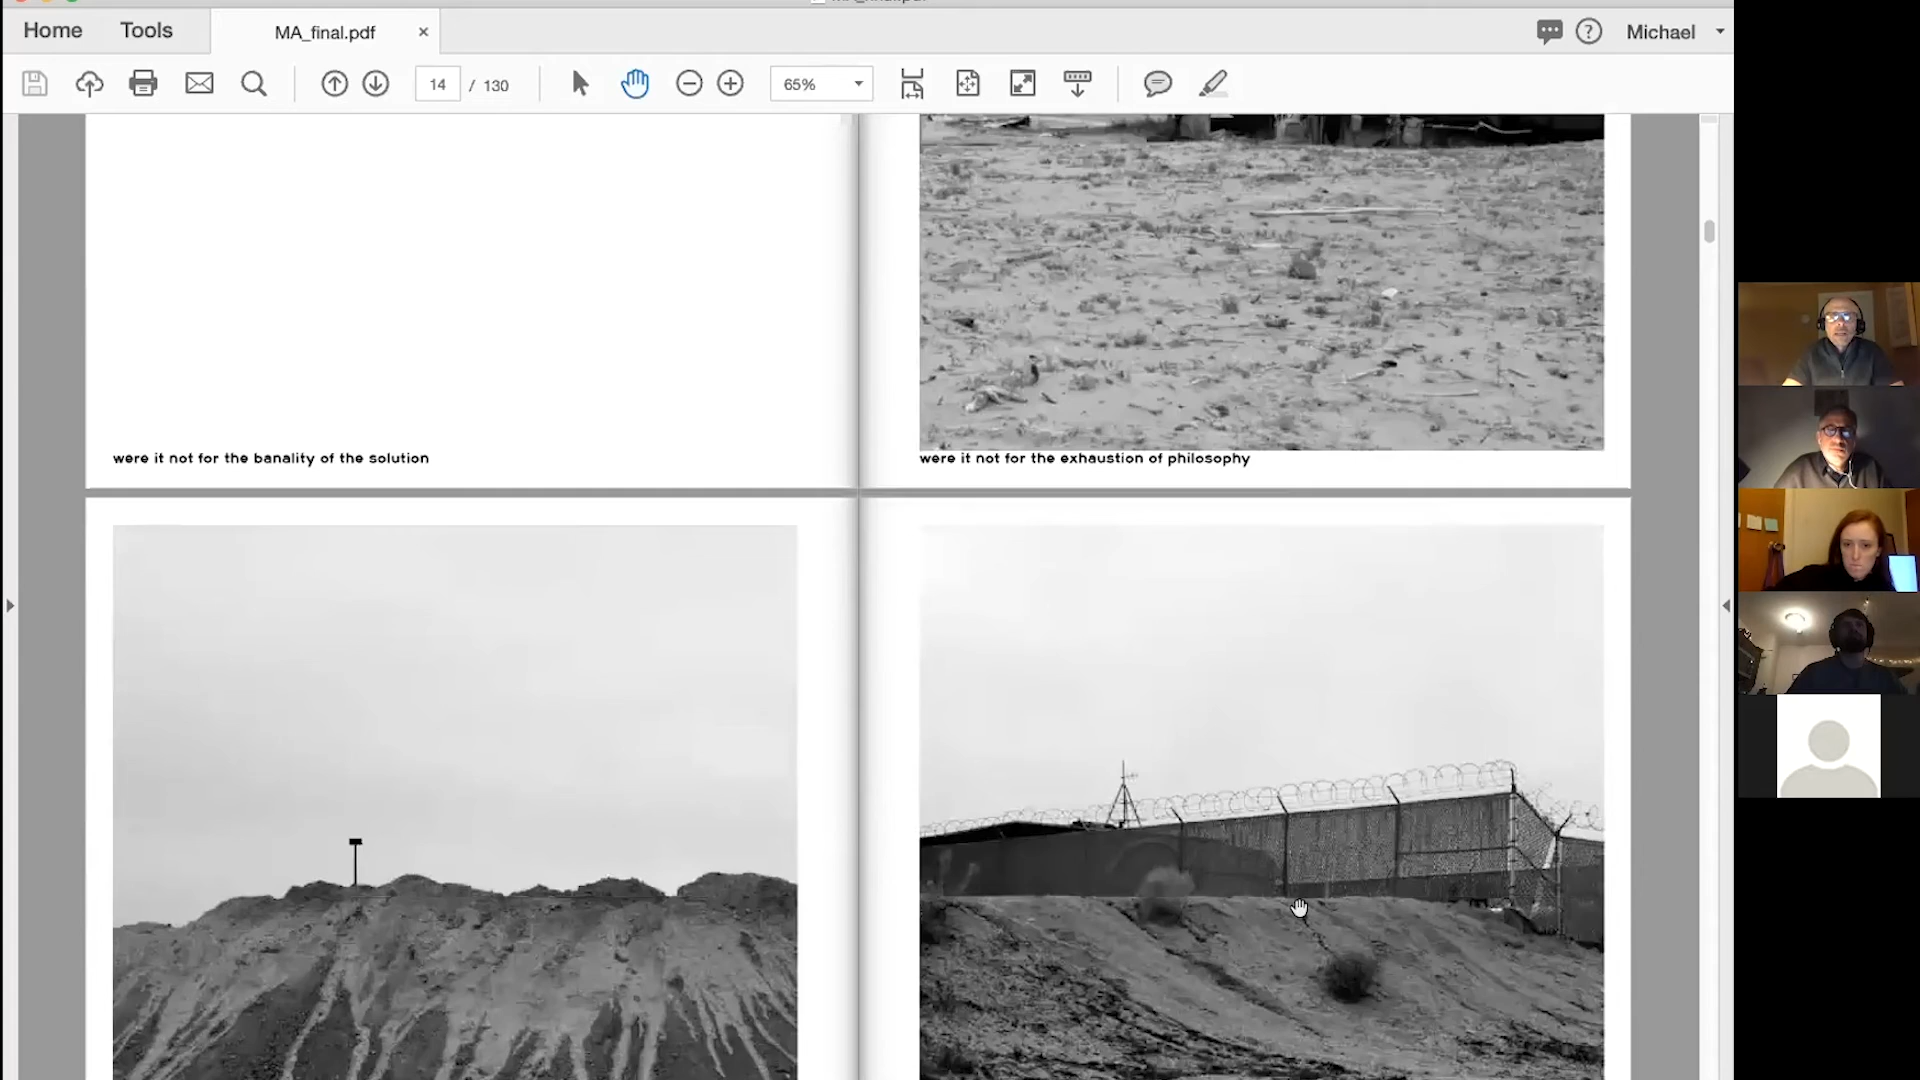 Home
Tools
MA_final.pdf
Michael
14 / 130
65%
were it not for the banality of the solution
were it not for the exhaustion of philosophy